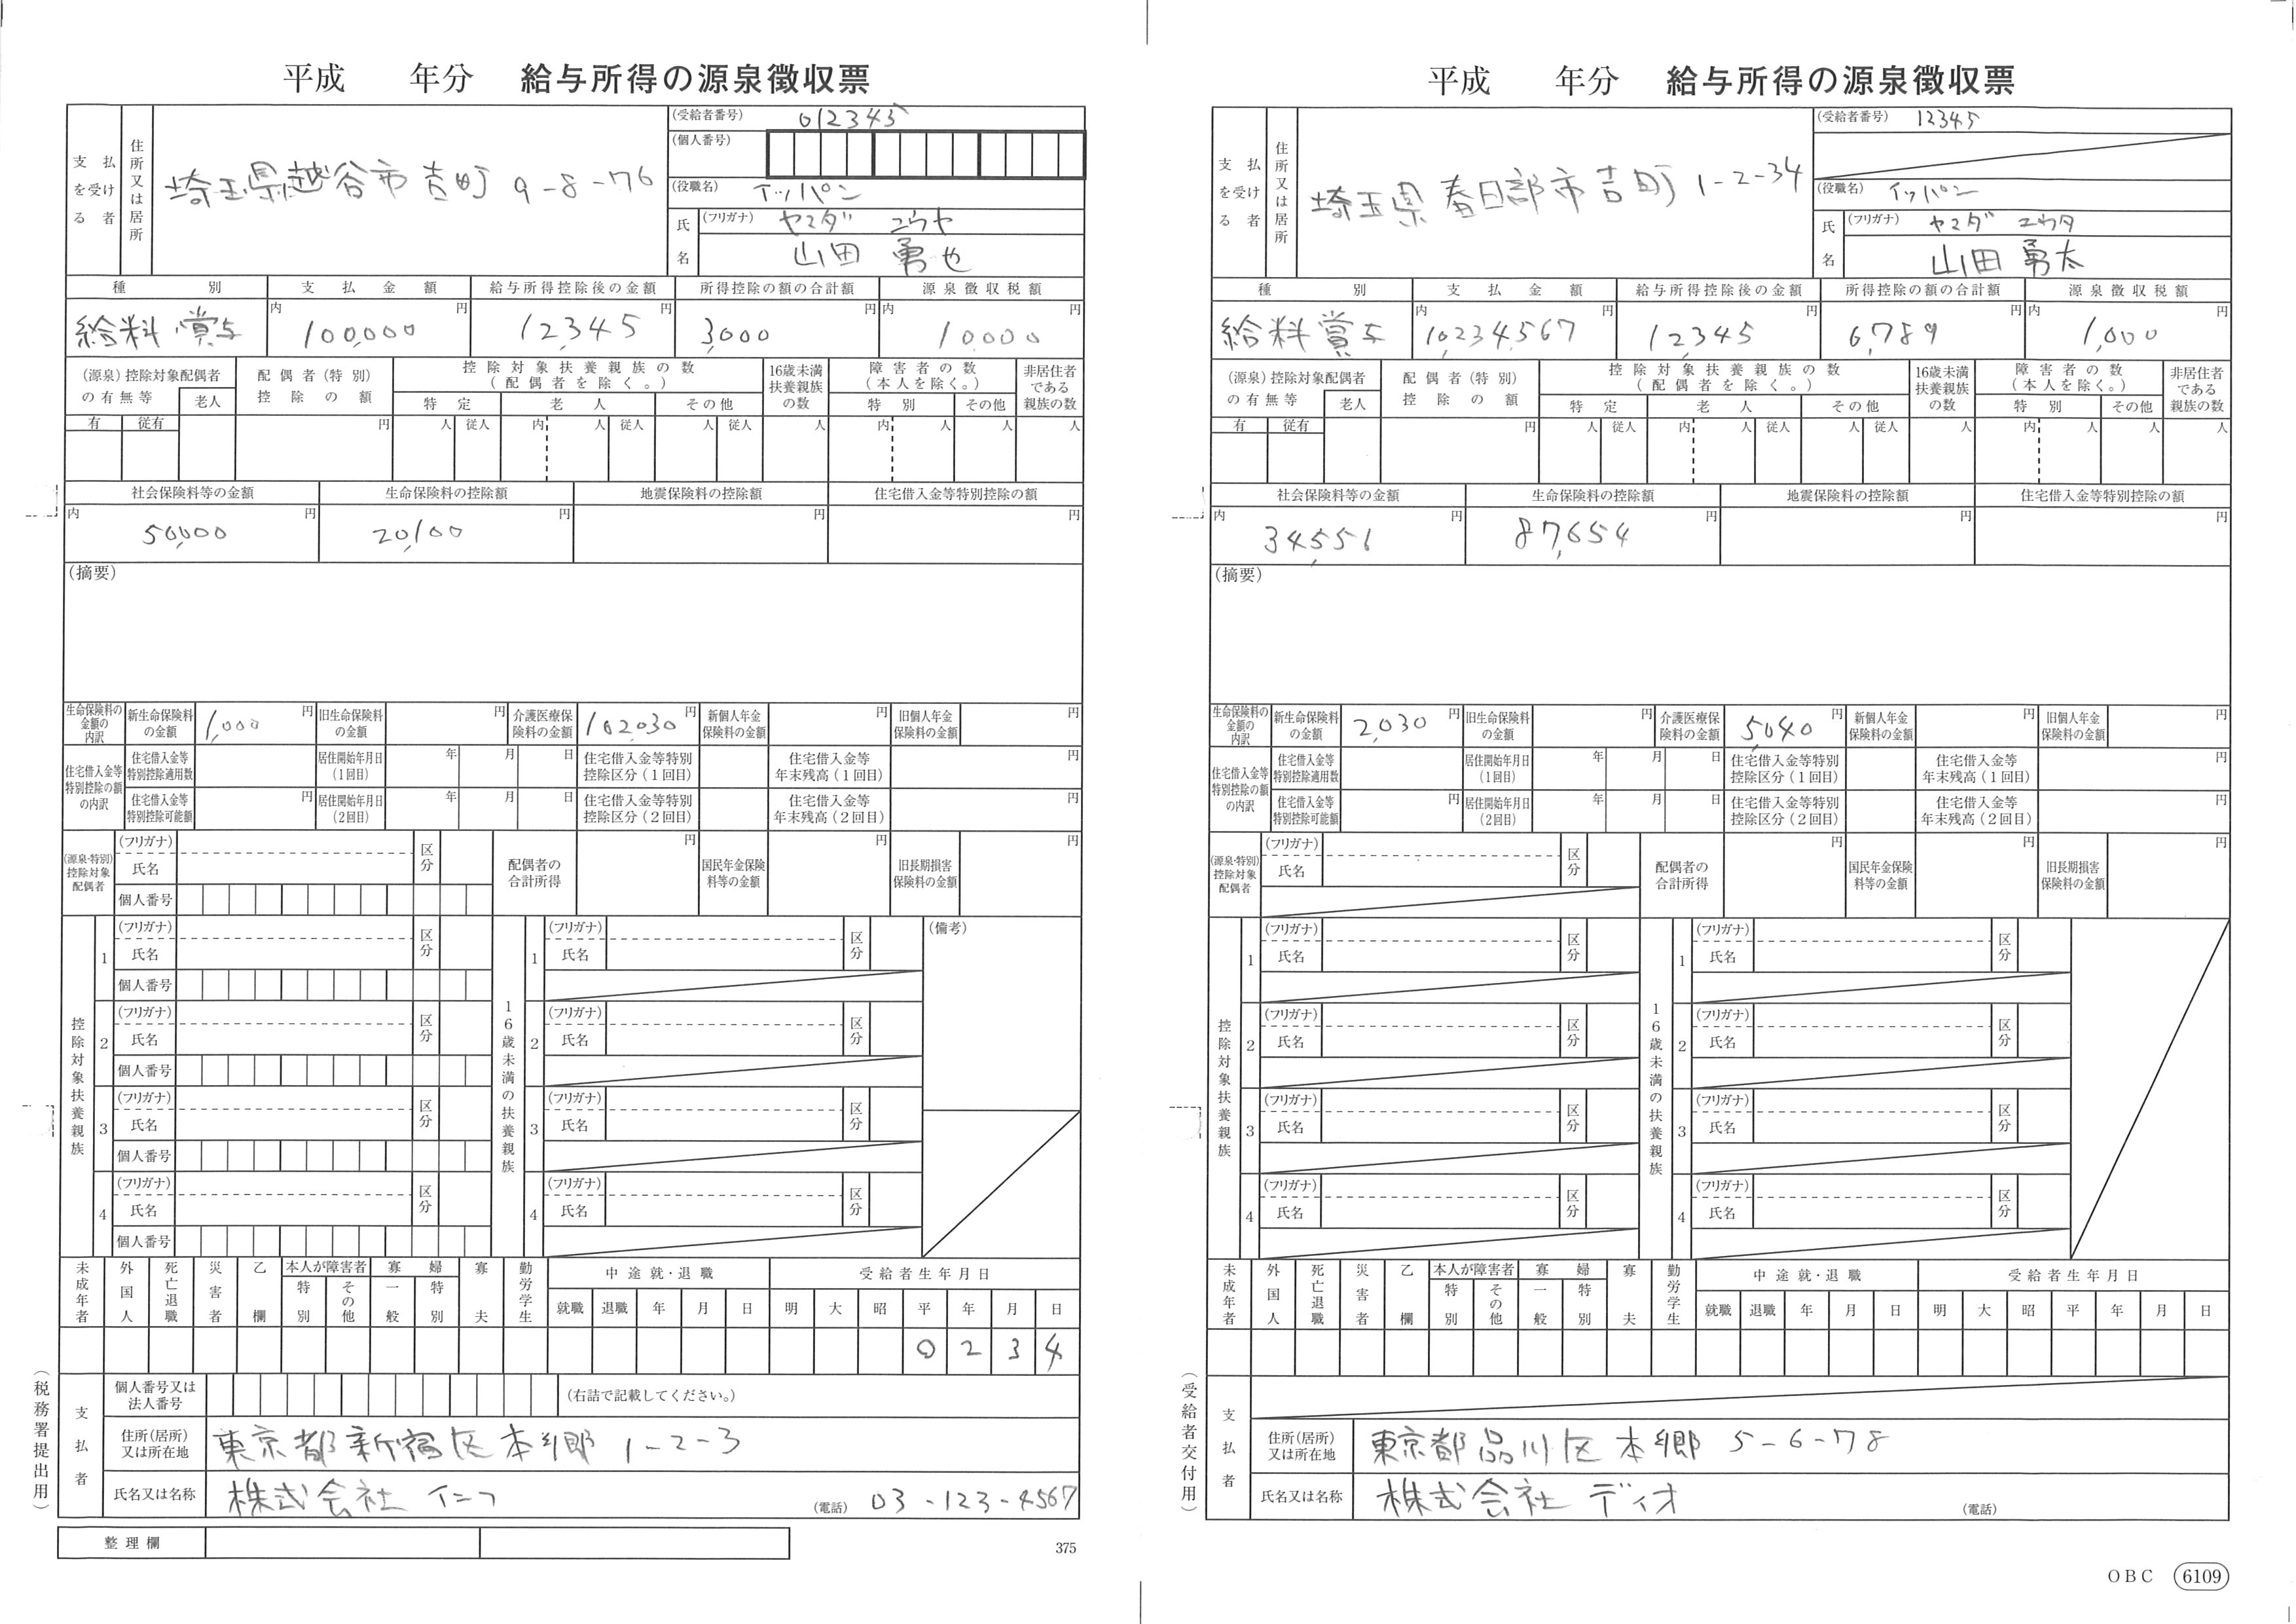 平成　　年分　給与所得の源泉徴収票
支払を受ける者
住所又は居所
埼玉県越谷市吉町 9-8-76
(受給者番号) 012345
(個人番号)
(役職名) イッパン
氏名
(フリガナ) ヤマダ ユウヤ
山田 勇也
種別 支払金額 給与所得控除後の金額 所得控除の額の合計額 源泉徴収税額
給料 賞与 内 100,000 円 12,345 円 3,000 円 内 10,000 円
(源泉)控除対象配偶者の有無等 老人 配偶者(特別)控除の額 控除対象扶養親族の数(配偶者を除く。) 16歳未満扶養親族の数 障害者の数(本人を除く。) 非居住者である親族の数
特定 老人 その他 特別 その他
有 従有 円 人 従人 内 人 従人 人 従人 人 内 人 人 人
社会保険料等の金額 生命保険料の控除額 地震保険料の控除額 住宅借入金等特別控除の額
内 50,000 円 20,100 円 円 円
(摘要)
生命保険料の金額の内訳 新生命保険料の金額 1,000 円 旧生命保険料の金額 円 介護医療保険料の金額 102,030 円 新個人年金保険料の金額 円 旧個人年金保険料の金額 円
住宅借入金等特別控除の額の内訳 住宅借入金等特別控除適用数 居住開始年月日(1回目) 年 月 日 住宅借入金等特別控除区分(1回目) 住宅借入金等年末残高(1回目) 円
住宅借入金等特別控除可能額 円 居住開始年月日(2回目) 年 月 日 住宅借入金等特別控除区分(2回目) 住宅借入金等年末残高(2回目) 円
(源泉・特別)控除対象配偶者 (フリガナ) 氏名 区分 個人番号 配偶者の合計所得 円 国民年金保険料等の金額 円 旧長期損害保険料の金額 円
控除対象扶養親族 16歳未満の扶養親族 (備考)
1 (フリガナ) 氏名 区分 個人番号 1 (フリガナ) 氏名 区分
2 (フリガナ) 氏名 区分 個人番号 2 (フリガナ) 氏名 区分
3 (フリガナ) 氏名 区分 個人番号 3 (フリガナ) 氏名 区分
4 (フリガナ) 氏名 区分 個人番号 4 (フリガナ) 氏名 区分
未成年者 外国人 死亡退職 災害者 乙欄 本人が障害者 寡婦 寡夫 勤労学生 中途就・退職 受給者生年月日
特別 その他 一般 特別 就職 退職 年 月 日 明 大 昭 平 年 月 日
0 2 3 4
支払者
個人番号又は法人番号 (右詰で記載してください。)
住所(居所)又は所在地 東京都新宿区本郷 1-2-3
氏名又は名称 株式会社 インフ (電話) 03-123-4567
整理欄
375
(税務署提出用)
平成　　年分　給与所得の源泉徴収票
支払を受ける者
住所又は居所
埼玉県春日部市吉町 1-2-34
(受給者番号) 12345
(役職名) イッパン
氏名
(フリガナ) ヤマダ ユウタ
山田 勇太
種別 支払金額 給与所得控除後の金額 所得控除の額の合計額 源泉徴収税額
給料 賞与 内 10,234,567 円 12,345 円 6,789 円 内 1,000 円
(源泉)控除対象配偶者の有無等 老人 配偶者(特別)控除の額 控除対象扶養親族の数(配偶者を除く。) 16歳未満扶養親族の数 障害者の数(本人を除く。) 非居住者である親族の数
特定 老人 その他 特別 その他
有 従有 円 人 従人 内 人 従人 人 従人 人 内 人 人 人
社会保険料等の金額 生命保険料の控除額 地震保険料の控除額 住宅借入金等特別控除の額
内 34,551 円 87,654 円 円 円
(摘要)
生命保険料の金額の内訳 新生命保険料の金額 2,030 円 旧生命保険料の金額 円 介護医療保険料の金額 5,040 円 新個人年金保険料の金額 円 旧個人年金保険料の金額 円
住宅借入金等特別控除の額の内訳 住宅借入金等特別控除適用数 居住開始年月日(1回目) 年 月 日 住宅借入金等特別控除区分(1回目) 住宅借入金等年末残高(1回目) 円
住宅借入金等特別控除可能額 円 居住開始年月日(2回目) 年 月 日 住宅借入金等特別控除区分(2回目) 住宅借入金等年末残高(2回目) 円
(源泉・特別)控除対象配偶者 (フリガナ) 氏名 区分 配偶者の合計所得 円 国民年金保険料等の金額 円 旧長期損害保険料の金額 円
控除対象扶養親族 16歳未満の扶養親族
1 (フリガナ) 氏名 区分 1 (フリガナ) 氏名 区分
2 (フリガナ) 氏名 区分 2 (フリガナ) 氏名 区分
3 (フリガナ) 氏名 区分 3 (フリガナ) 氏名 区分
4 (フリガナ) 氏名 区分 4 (フリガナ) 氏名 区分
未成年者 外国人 死亡退職 災害者 乙欄 本人が障害者 寡婦 寡夫 勤労学生 中途就・退職 受給者生年月日
特別 その他 一般 特別 就職 退職 年 月 日 明 大 昭 平 年 月 日
支払者
住所(居所)又は所在地 東京都品川区本郷 5-6-78
氏名又は名称 株式会社 ディオ (電話)
(受給者交付用)
OBC 6109